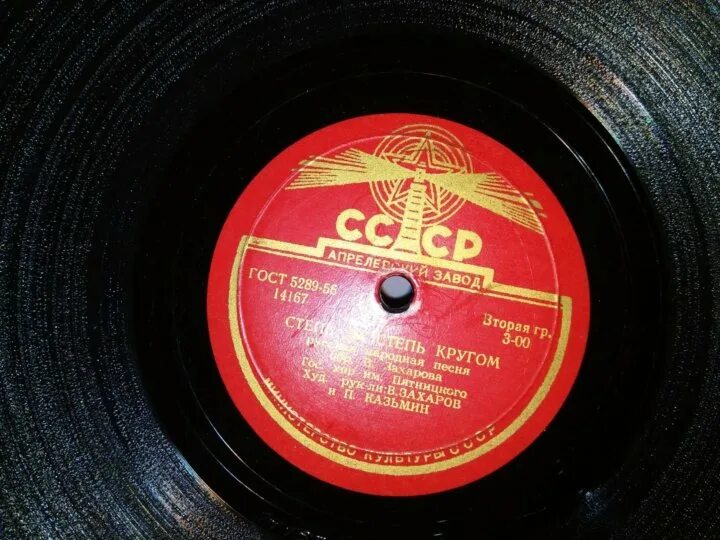 СССР
АПРЕЛЕВСКИЙ ЗАВОД
ГОСТ 5289-56
14167
Вторая гр.
3-00
СТЕПЬ СТЕПЬ КРУГОМ
народная песня
Захарова
Гос. хор им. Пятницкого
Худ. рук-ли: В. ЗАХАРОВ
и П. КАЗЬМИН
МИНИСТЕРСТВО КУЛЬТУРЫ СССР